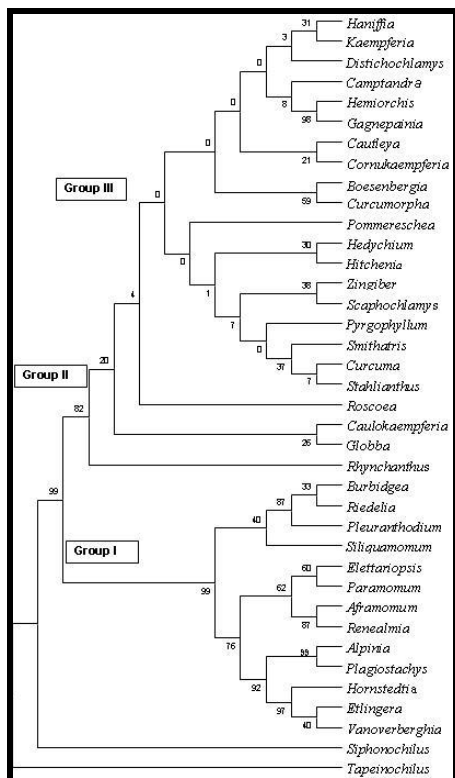 31 Haniffia
3 Kaempferia
0 Distichochlamys
Camptandra
0 8 Hemiorchis
98 Gagnepainia
0 Cautleya
21 Cornukaempferia
Group III 0 Boesenbergia
59 Curcumorpha
Pommereschea
30 Hedychium
0 Hitchenia
38 Zingiber
4 1 Scaphochlamys
7 Pyrgophyllum
0 Smithatris
20 37 Curcuma
Group II 7 Stahlianthus
82 Roscoea
Caulokaempferia
26 Globba
Rhynchanthus
99 33 Burbidgea
87 Riedelia
40 Pleuranthodium
Siliquamomum
Group I
60 Elettariopsis
99 62 Paramomum
Aframomum
87 Renealmia
76 99 Alpinia
Plagiostachys
92 Hornstedtia
97 Etlingera
40 Vanoverberghia
Siphonochilus
Tapeinochilus